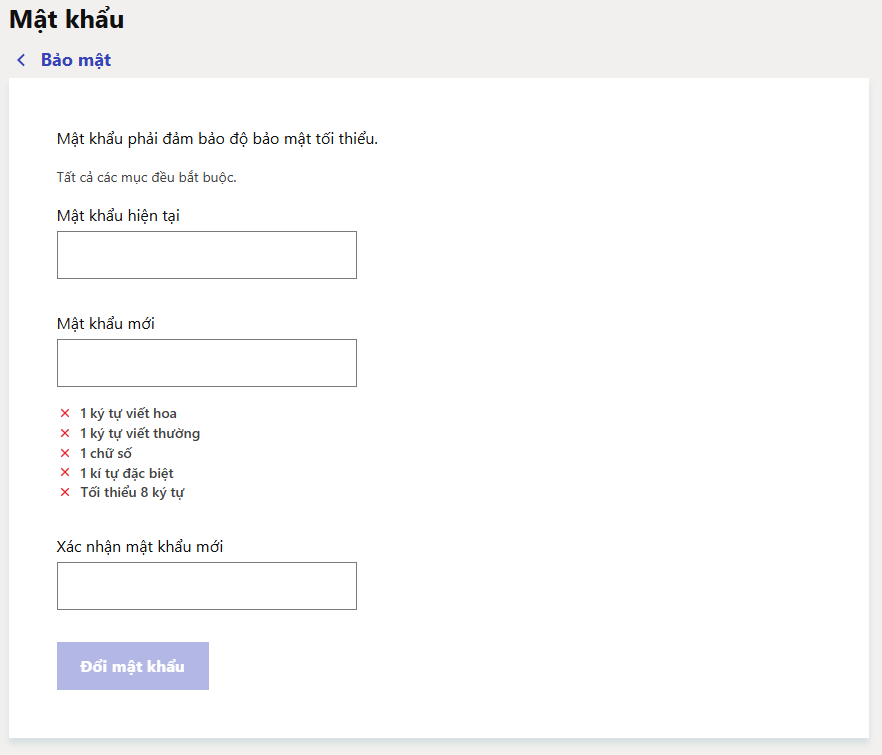 Mật khẩu
Bảo mật
Mật khẩu phải đảm bảo độ bảo mật tối thiểu.
Tất cả các mục đều bắt buộc.
Mật khẩu hiện tại
Mật khẩu mới
1 ký tự viết hoa
1 ký tự viết thường
1 chữ số
1 kí tự đặc biệt
Tối thiểu 8 ký tự
Xác nhận mật khẩu mới
Đổi mật khẩu